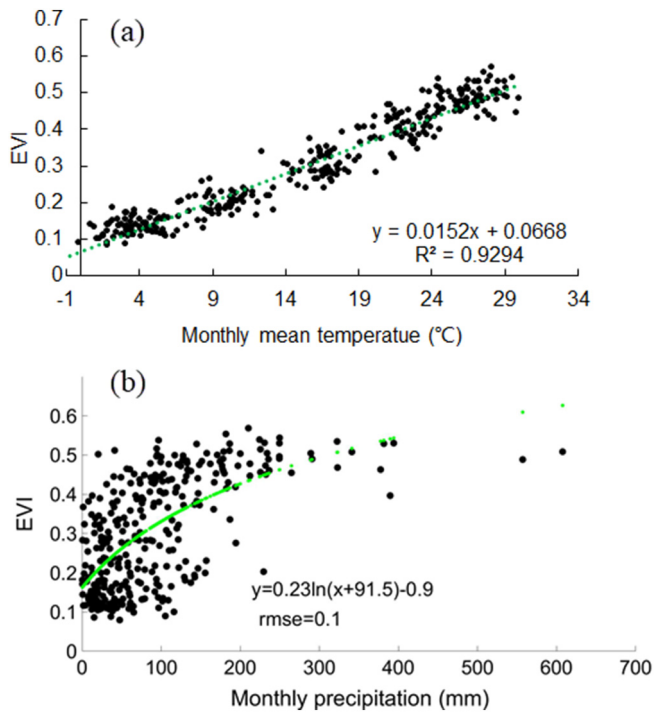 (a)
0.7
0.6
0.5
0.4
0.3
0.2
0.1
0
EVI
y = 0.0152x + 0.0668
R² = 0.9294
-1 4 9 14 19 24 29 34
Monthly mean temperatue (℃)
(b)
0.6
0.5
0.4
0.3
0.2
0.1
0
EVI
y=0.23ln(x+91.5)-0.9
rmse=0.1
0 100 200 300 400 500 600 700
Monthly precipitation (mm)